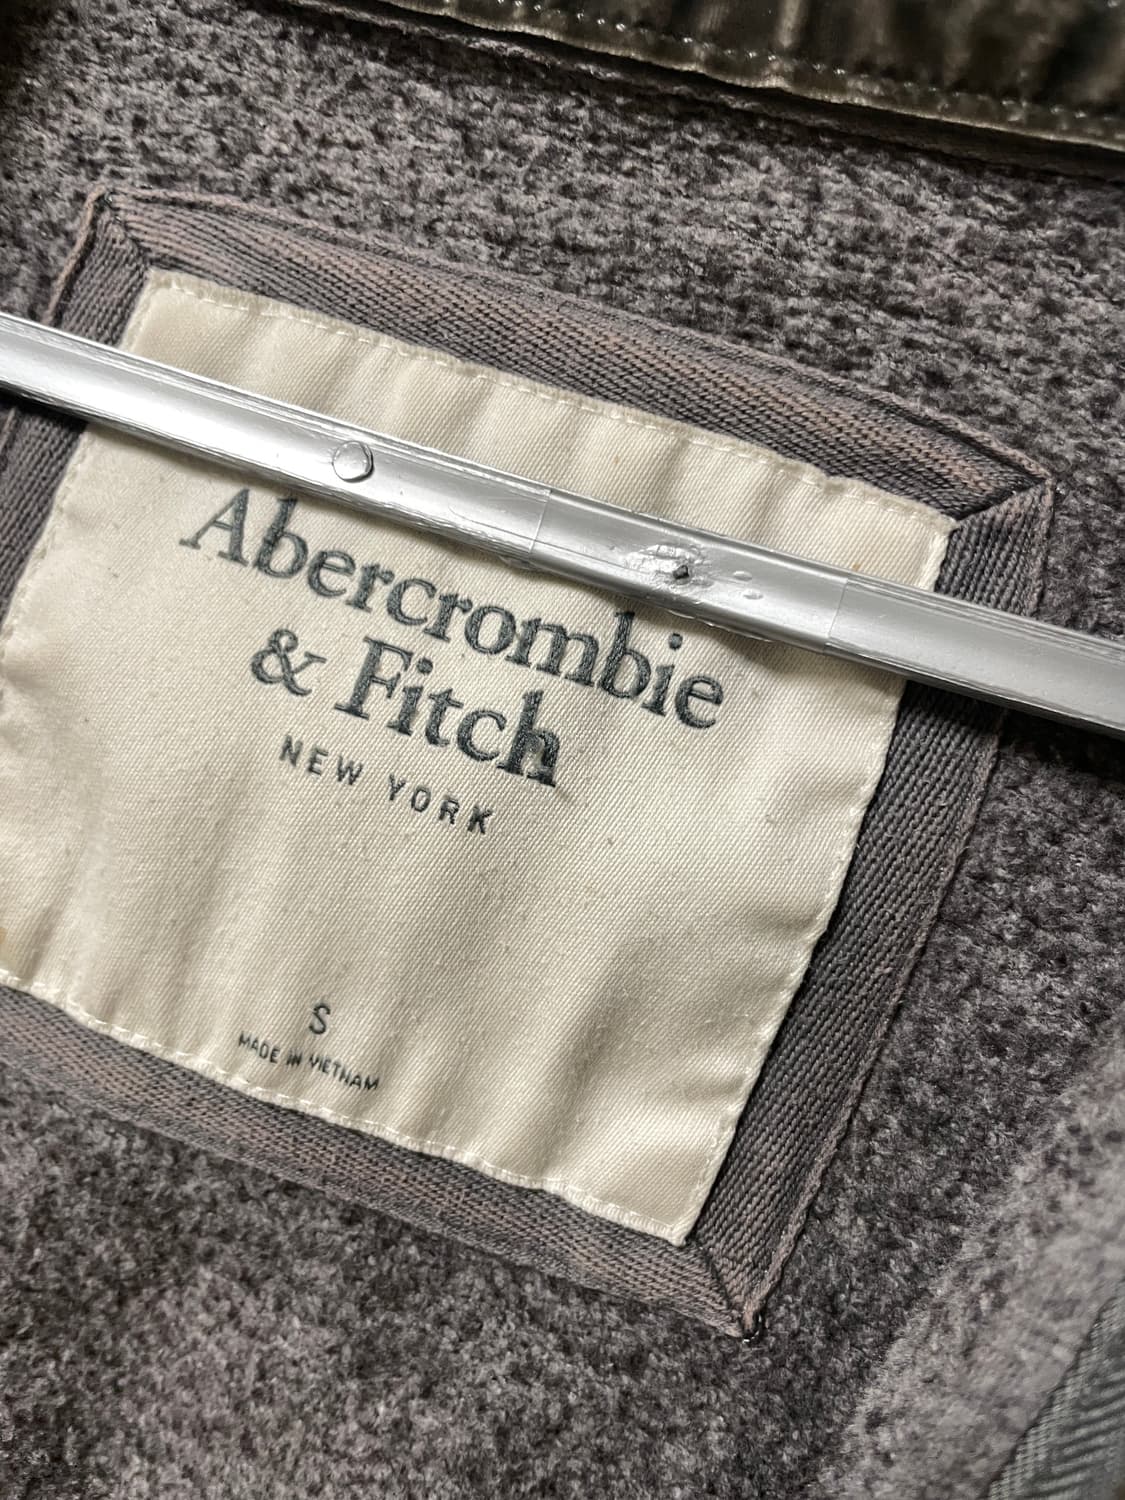 Abercrombie
& Fitch
NEW YORK
S
MADE IN VIETNAM